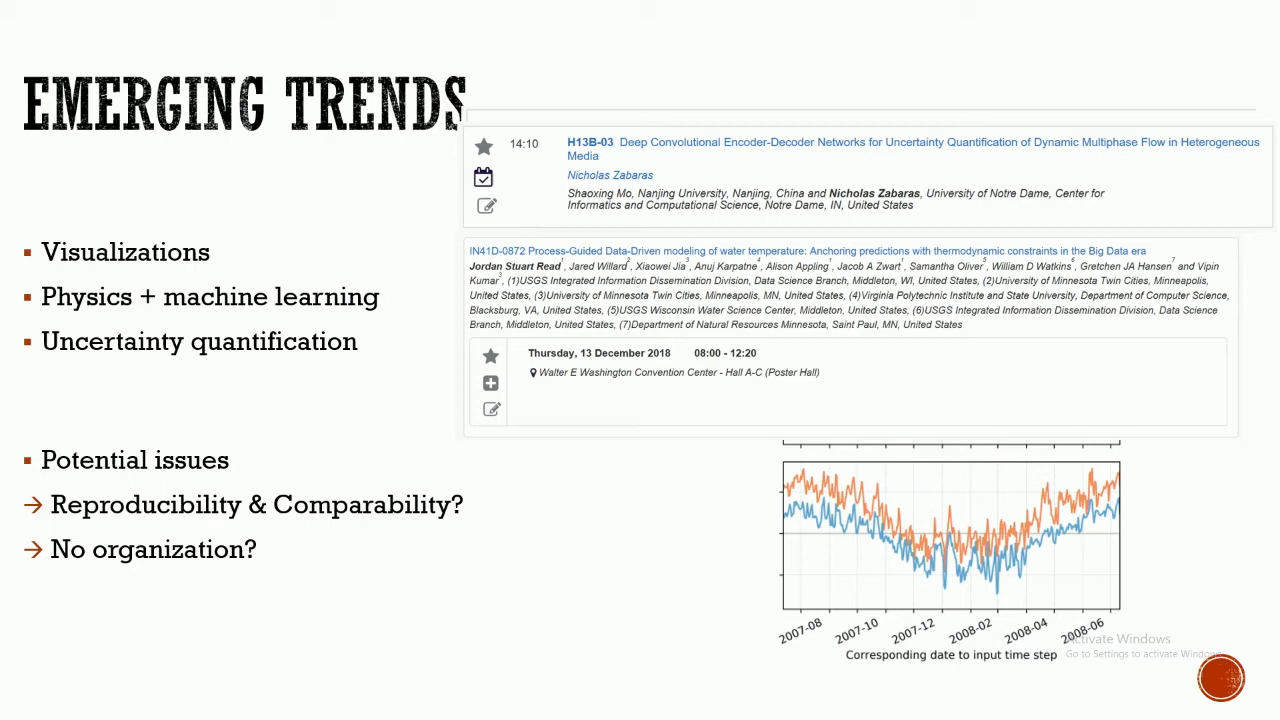 EMERGING TRENDS
▪ Visualizations
▪ Physics + machine learning
▪ Uncertainty quantification
▪ Potential issues
→ Reproducibility & Comparability?
→ No organization?
14:10
H13B-03 Deep Convolutional Encoder-Decoder Networks for Uncertainty Quantification of Dynamic Multiphase Flow in Heterogeneous
Media
Nicholas Zabaras
Shaoxing Mo, Nanjing University, Nanjing, China and Nicholas Zabaras, University of Notre Dame, Center for
Informatics and Computational Science, Notre Dame, IN, United States
IN41D-0872 Process-Guided Data-Driven modeling of water temperature: Anchoring predictions with thermodynamic constraints in the Big Data era
Jordan Stuart Read1, Jared Willard2, Xiaowei Jia3, Anuj Karpatne4, Alison Appling1, Jacob A Zwart1, Samantha Oliver5, William D Watkins6, Gretchen JA Hansen7 and Vipin
Kumar3, (1)USGS Integrated Information Dissemination Division, Data Science Branch, Middleton, WI, United States, (2)University of Minnesota Twin Cities, Minneapolis,
United States, (3)University of Minnesota Twin Cities, Minneapolis, MN, United States, (4)Virginia Polytechnic Institute and State University, Department of Computer Science,
Blacksburg, VA, United States, (5)USGS Wisconsin Water Science Center, Middleton, United States, (6)USGS Integrated Information Dissemination Division, Data Science
Branch, Middleton, United States, (7)Department of Natural Resources Minnesota, Saint Paul, MN, United States
Thursday, 13 December 2018 08:00 - 12:20
Walter E Washington Convention Center - Hall A-C (Poster Hall)
2007-08 2007-10 2007-12 2008-02 2008-04 2008-06
Corresponding date to input time step
Activate Windows
Go to Settings to activate Windows.